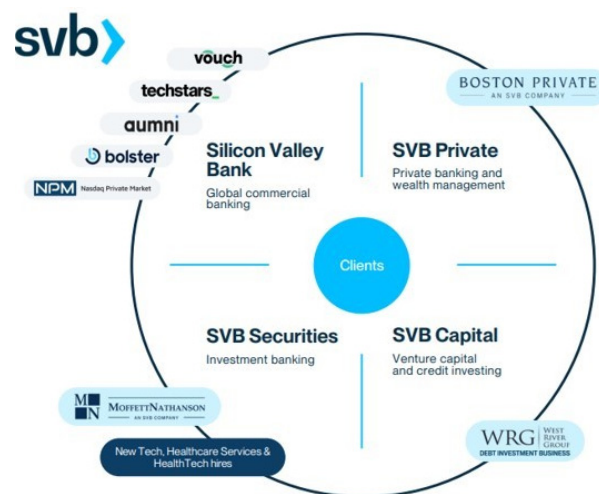 svb
vouch
techstars_
aumni
bolster
NPM Nasdaq Private Market
BOSTON PRIVATE
AN SVB COMPANY
Silicon Valley
Bank
Global commercial
banking
SVB Private
Private banking and
wealth management
Clients
SVB Securities
Investment banking
SVB Capital
Venture capital
and credit investing
MN MOFFETTNATHANSON
AN SVB COMPANY
New Tech, Healthcare Services &
HealthTech hires
WRG WEST
RIVER
GROUP
DEBT INVESTMENT BUSINESS